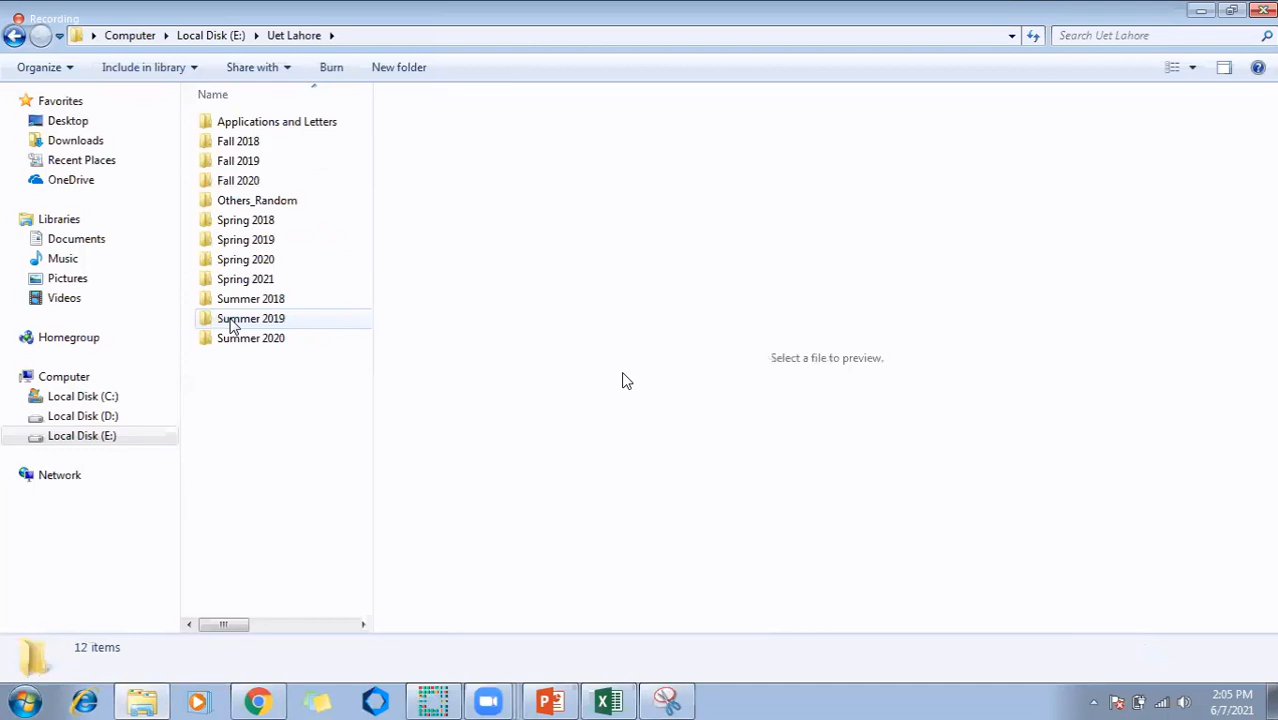 Recording
Computer Local Disk (E:) Uet Lahore
Search Uet Lahore
Organize Include in library Share with Burn New folder
Favorites
Desktop
Downloads
Recent Places
OneDrive
Libraries
Documents
Music
Pictures
Videos
Homegroup
Computer
Local Disk (C:)
Local Disk (D:)
Local Disk (E:)
Network
Name
Applications and Letters
Fall 2018
Fall 2019
Fall 2020
Others_Random
Spring 2018
Spring 2019
Spring 2020
Spring 2021
Summer 2018
Summer 2019
Summer 2020
Select a file to preview.
12 items
2:05 PM
6/7/2021